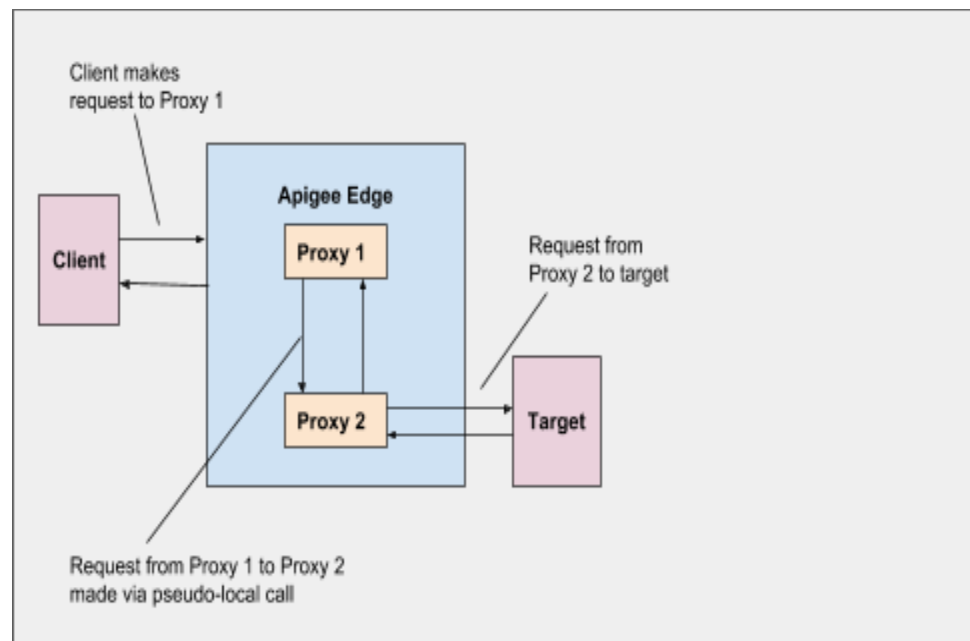 Client makes
request to Proxy 1
Apigee Edge
Client
Proxy 1
Request from
Proxy 2 to target
Proxy 2
Target
Request from Proxy 1 to Proxy 2
made via pseudo-local call